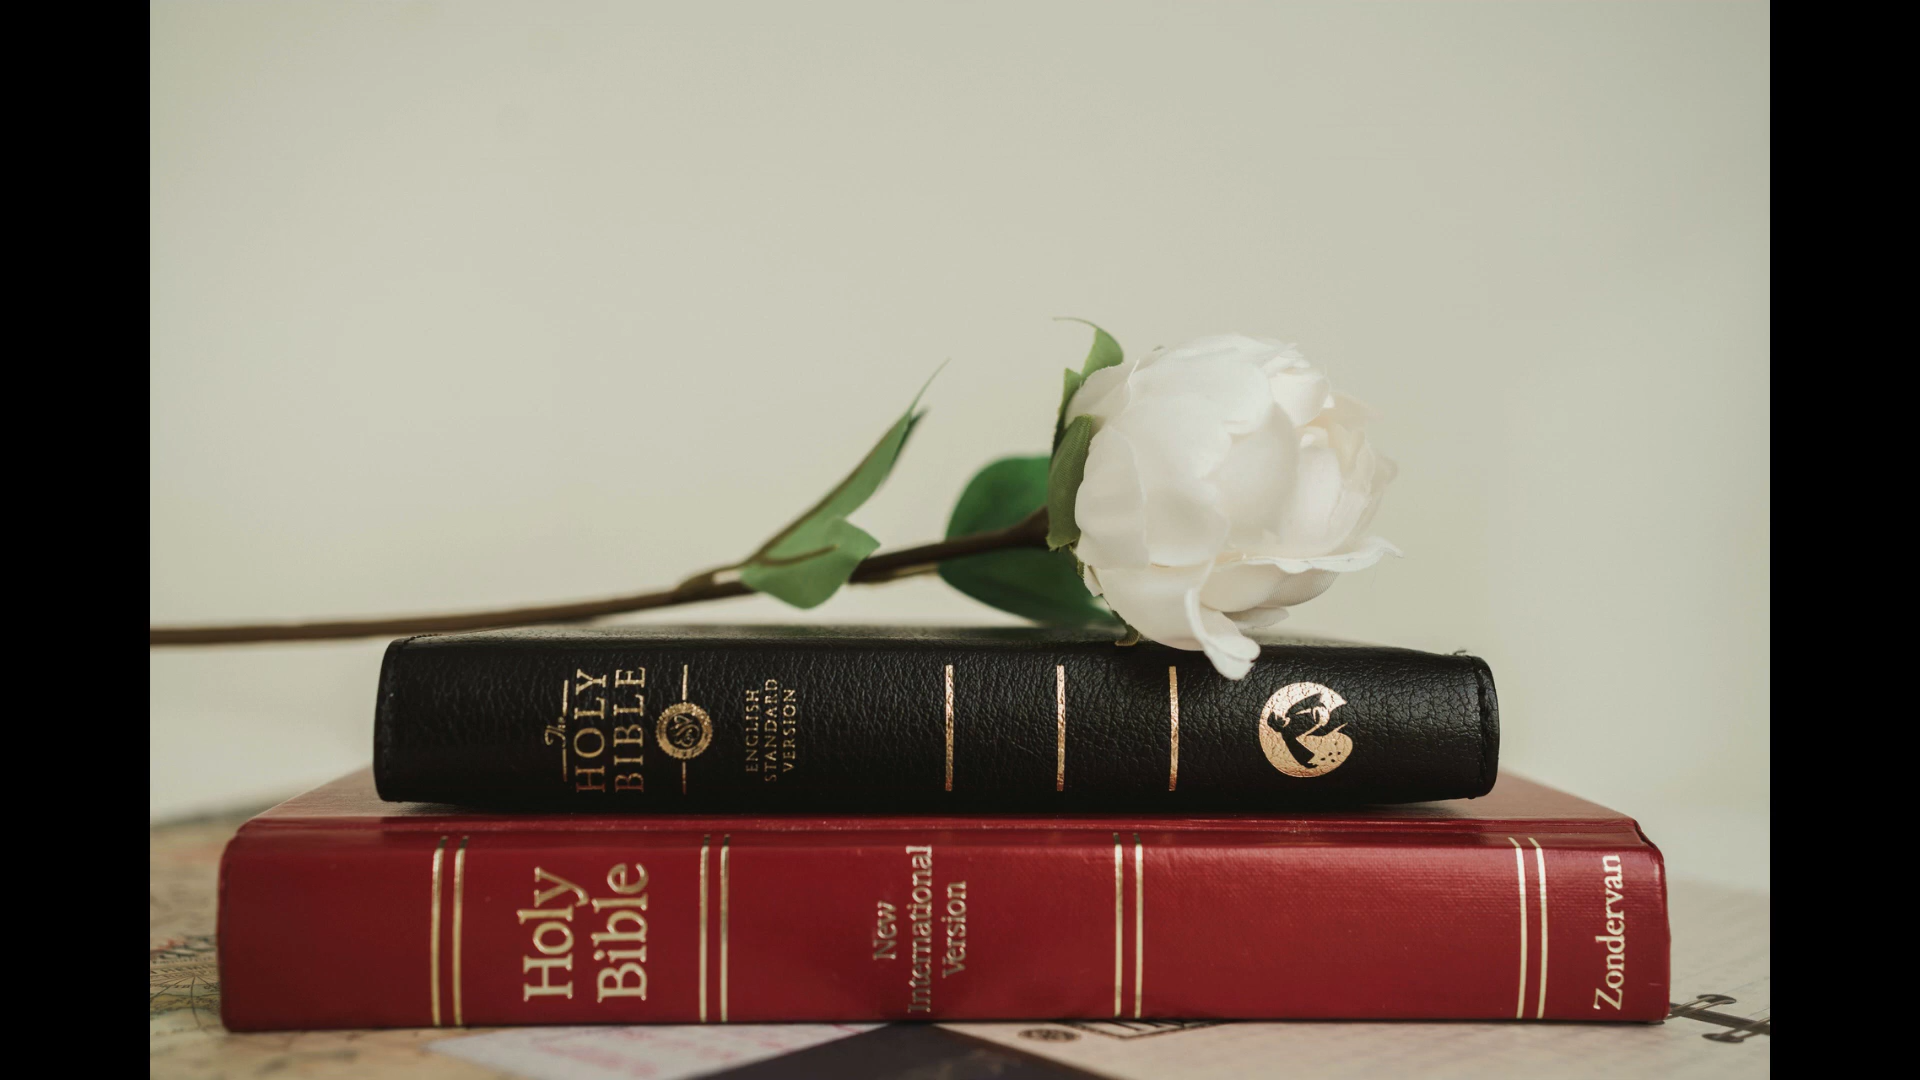 The
HOLY
BIBLE
ENGLISH
STANDARD
VERSION
Holy
Bible
New
International
Version
Zondervan